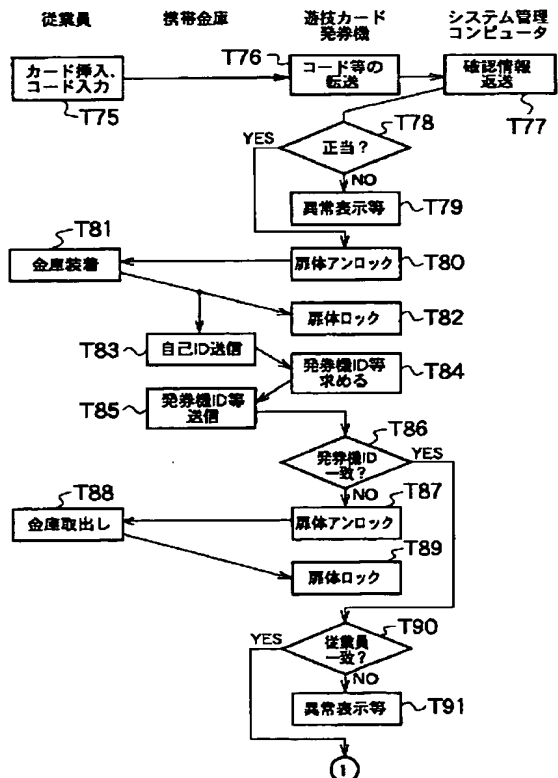 従業員
携帯金庫
遊技カード
発券機
システム管理
コンピュータ
カード挿入、
コード入力
T75
T76
コード等の
転送
確認情報
返送
T77
T78
正当?
YES
NO
異常表示等
T79
T81
金庫装着
扉体アンロック
T80
扉体ロック
T82
T83
自己ID送信
発券機ID等
求める
T84
T85
発券機ID等
送信
T86
発券機ID
一致?
YES
NO
T87
T88
金庫取出し
扉体アンロック
T89
扉体ロック
T90
従業員
一致?
YES
NO
異常表示等
T91
1